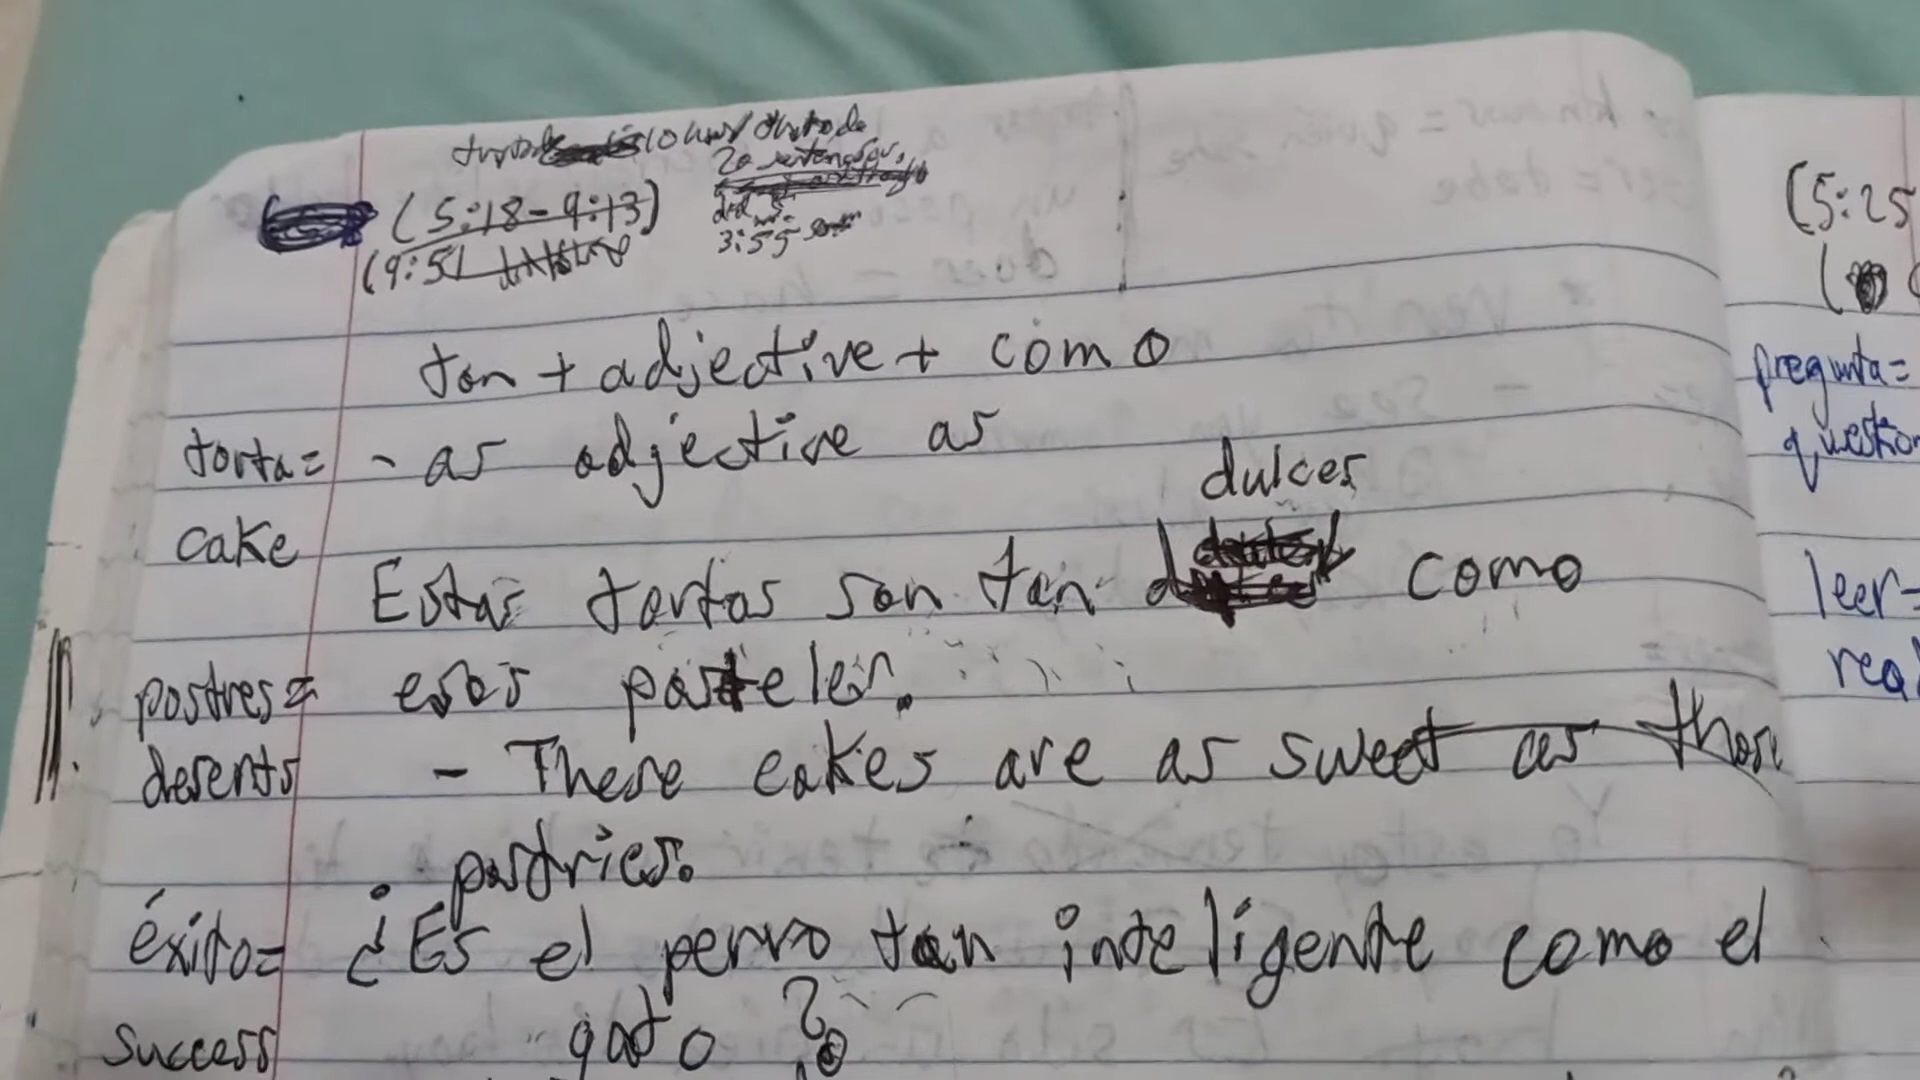 (5:18-9:13)
(9:51
20
3:55
tan + adjective + como
torta= - as adjective as
cake
dulces
Estas tortas son tan como
postres= esos pasteles.
deserts - These cakes are as sweet as those
pastries.
éxito= ¿Es el perro tan inteligente como el
success gato?
(5:25
(
pregunta=
question
leer=
read